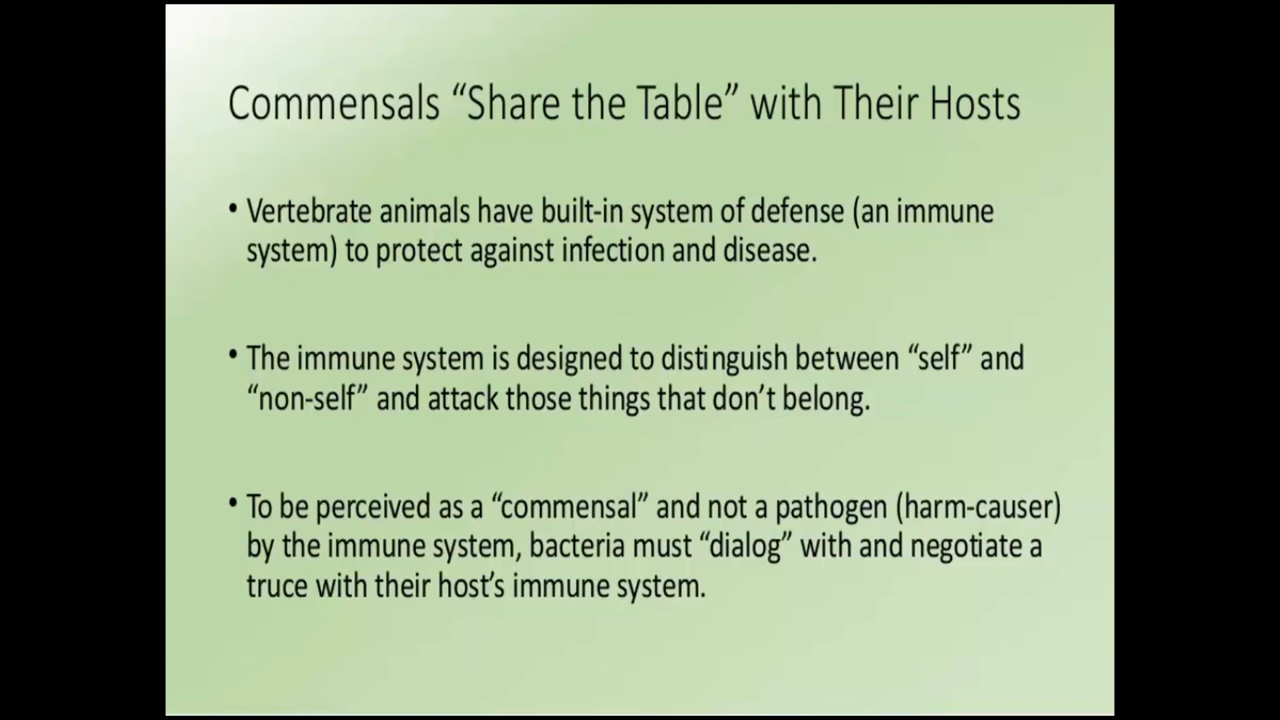 Commensals “Share the Table” with Their Hosts
• Vertebrate animals have built-in system of defense (an immune
system) to protect against infection and disease.
• The immune system is designed to distinguish between “self” and
“non-self” and attack those things that don’t belong.
• To be perceived as a “commensal” and not a pathogen (harm-causer)
by the immune system, bacteria must “dialog” with and negotiate a
truce with their host’s immune system.